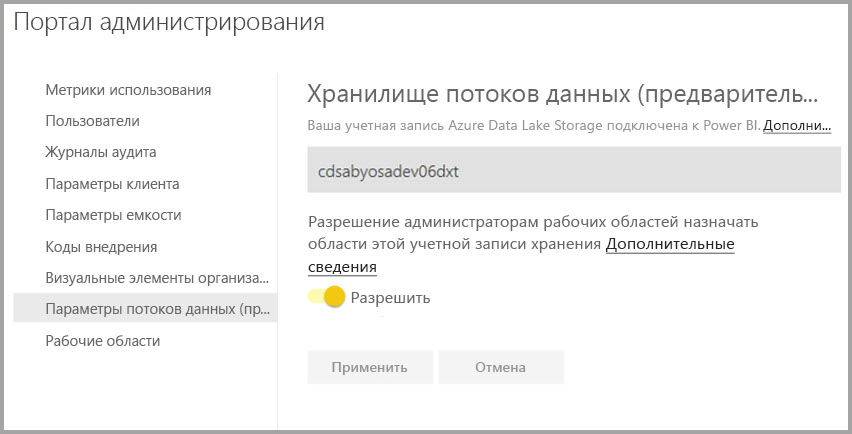 Портал администрирования
Метрики использования
Пользователи
Журналы аудита
Параметры клиента
Параметры емкости
Коды внедрения
Визуальные элементы организа...
Параметры потоков данных (пр...
Рабочие области
Хранилище потоков данных (предваритель...
Ваша учетная запись Azure Data Lake Storage подключена к Power BI. Дополни...
cdsabyosadev06dxt
Разрешение администраторам рабочих областей назначать
области этой учетной записи хранения Дополнительные
сведения
Разрешить
Применить
Отмена